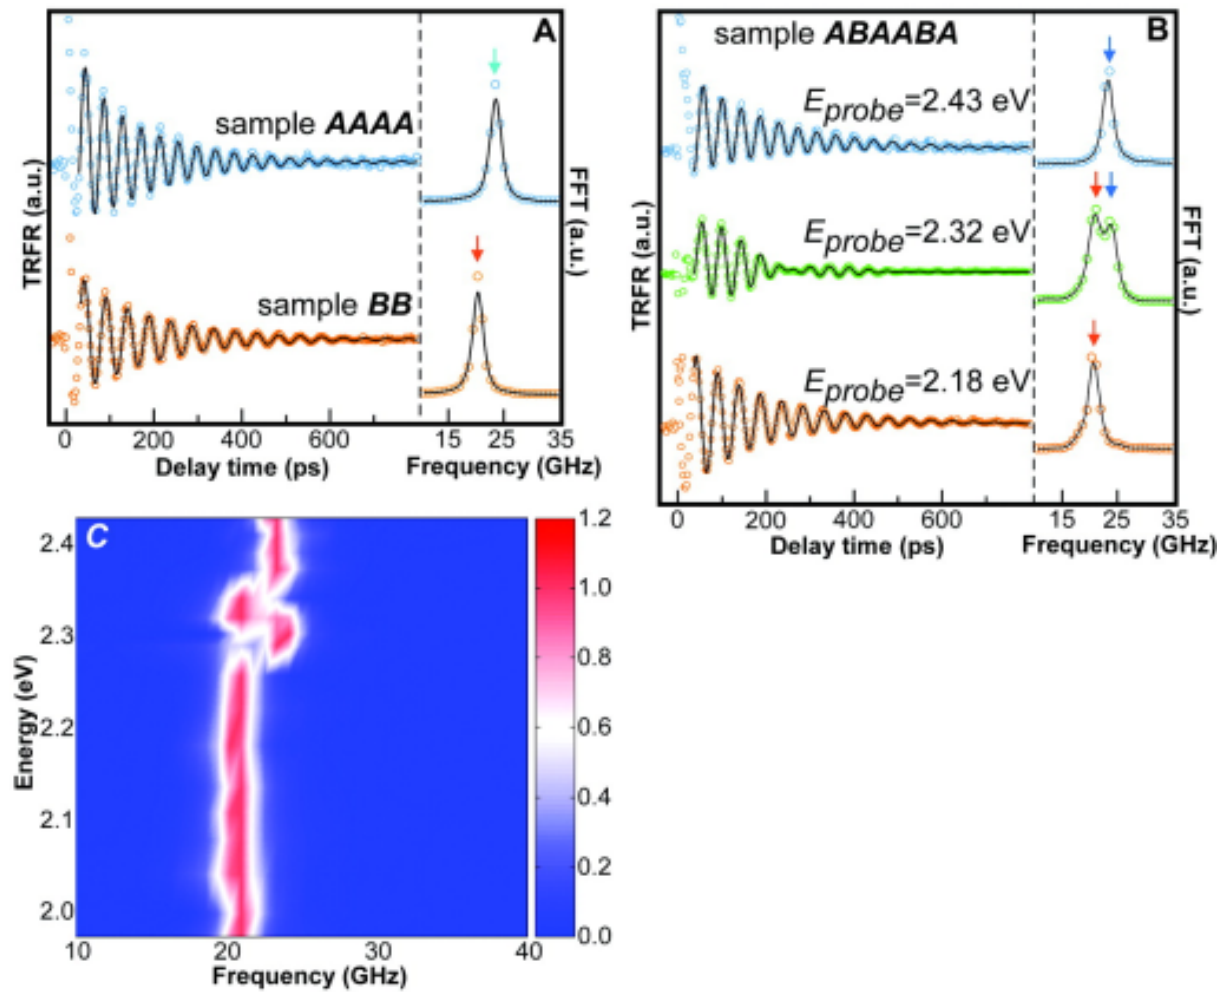 A
sample AAAA
sample BB
TRFR (a.u.)
FFT (a.u.)
0 200 400 600 15 25 35
Delay time (ps) Frequency (GHz)
sample ABAABA B
Eprobe=2.43 eV
Eprobe=2.32 eV
Eprobe=2.18 eV
TRFR (a.u.)
FFT (a.u.)
0 200 400 600 15 25 35
Delay time (ps) Frequency (GHz)
C
Energy (eV)
2.4
2.3
2.2
2.1
2.0
10 20 30 40
Frequency (GHz)
1.2
1.0
0.8
0.6
0.4
0.2
0.0